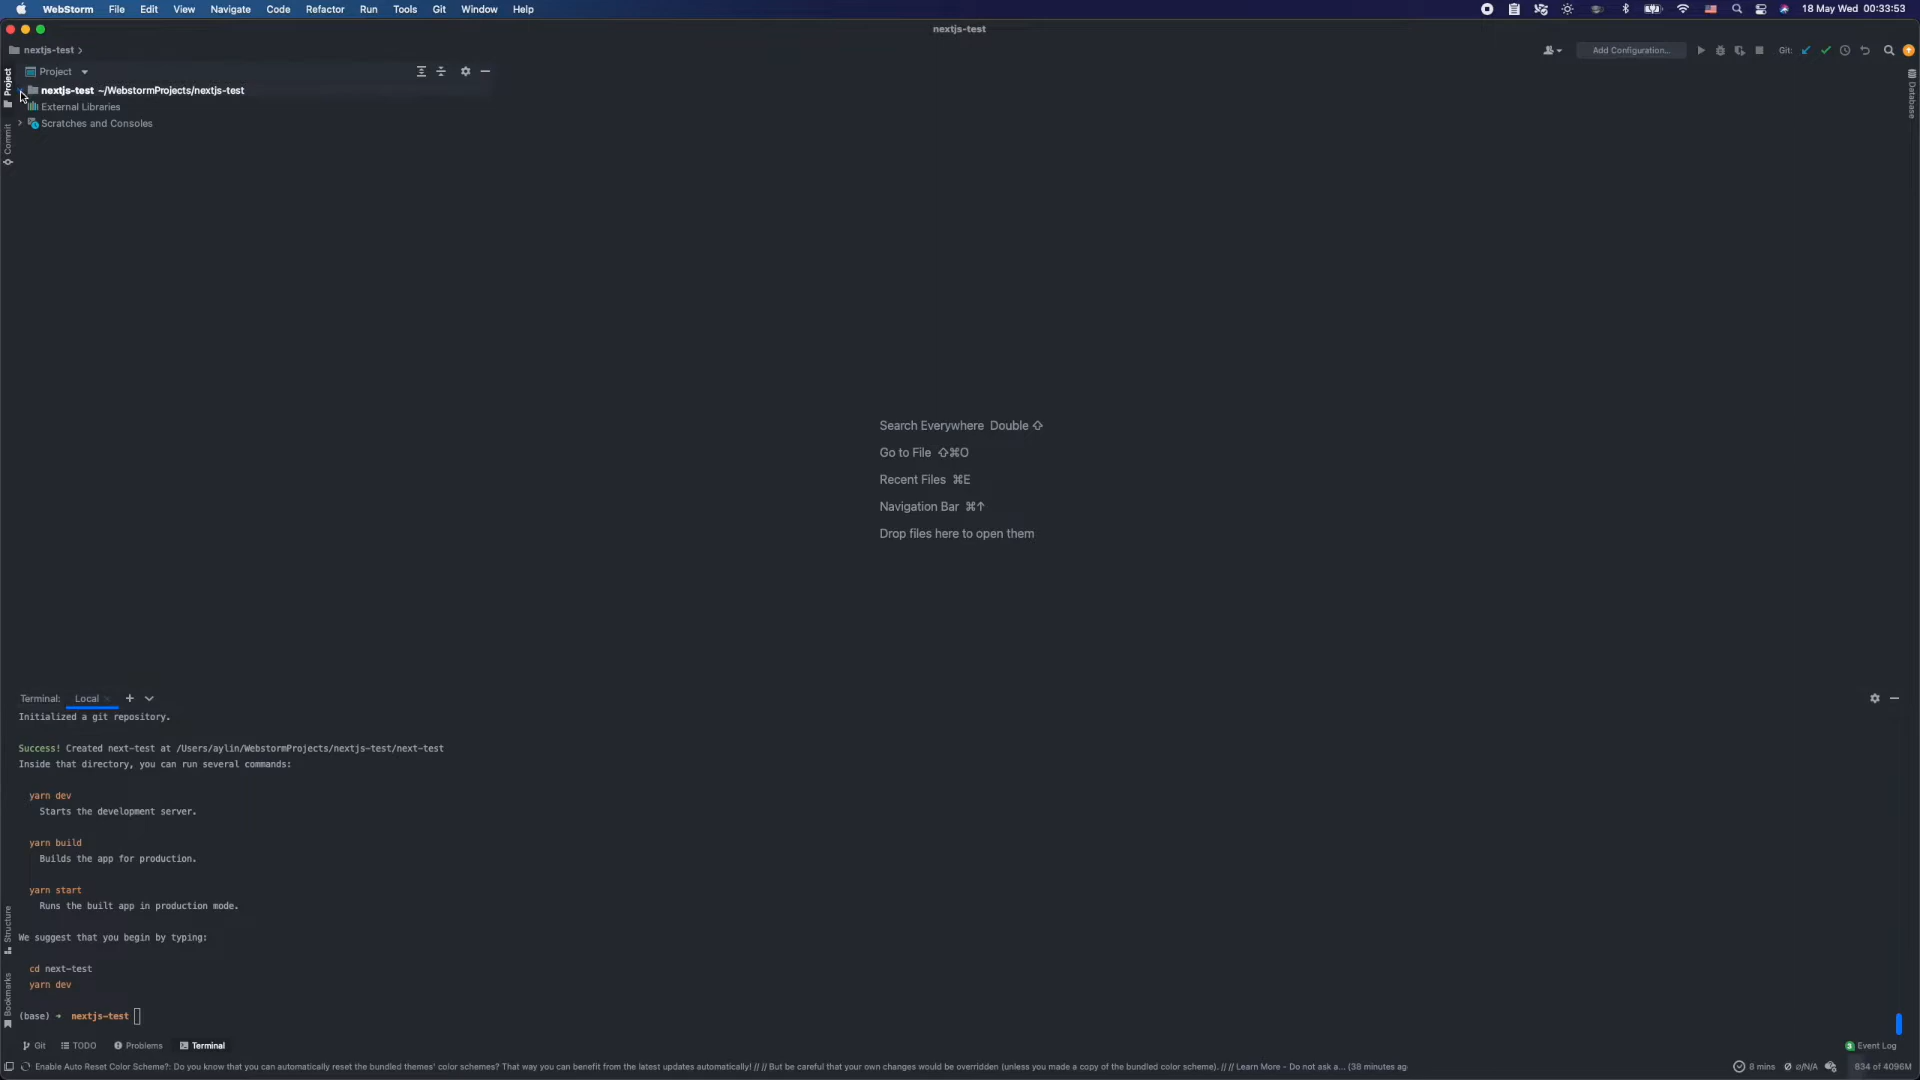 WebStorm File Edit View Navigate Code Refactor Run Tools Git Window Help 18 May Wed 00:33:53
nextjs-test
nextjs-test Add Configuration... Git:
Project
nextjs-test ~/WebstormProjects/nextjs-test
External Libraries
Scratches and Consoles
Project
Commit
Database
Search Everywhere Double ⇧
Go to File ⇧⌘O
Recent Files ⌘E
Navigation Bar ⌘↑
Drop files here to open them
Terminal: Local
Initialized a git repository.
Success! Created next-test at /Users/aylin/WebstormProjects/nextjs-test/next-test
Inside that directory, you can run several commands:
yarn dev
Starts the development server.
yarn build
Builds the app for production.
yarn start
Runs the built app in production mode.
We suggest that you begin by typing:
cd next-test
yarn dev
(base) → nextjs-test
Structure
Bookmarks
Git TODO Problems Terminal 3 Event Log
Enable Auto Reset Color Scheme?: Do you know that you can automatically reset the bundled themes' color schemes? That way you can benefit from the latest updates automatically! // // But be careful that your own changes would be overridden (unless you made a copy of the bundled color scheme). // // Learn More - Do not ask a... (38 minutes ag 8 mins ø/N/A 834 of 4096M